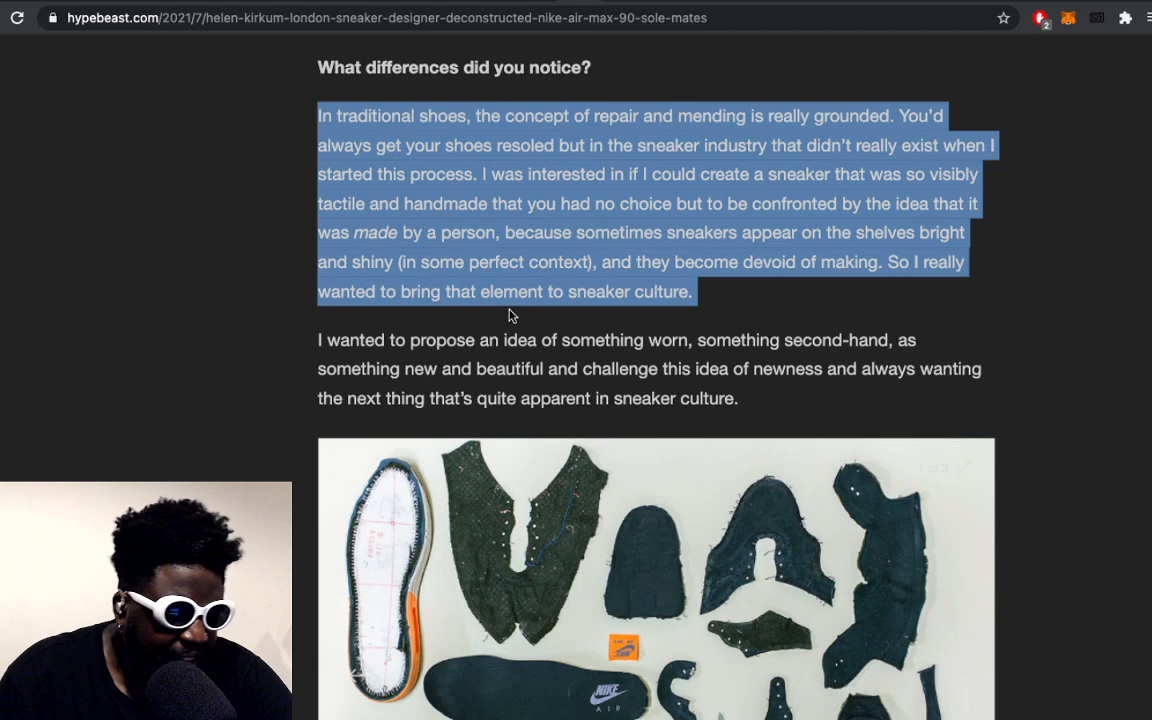 hypebeast.com/2021/7/helen-kirkum-london-sneaker-designer-deconstructed-nike-air-max-90-sole-mates
2
What differences did you notice?
In traditional shoes, the concept of repair and mending is really grounded. You’d
always get your shoes resoled but in the sneaker industry that didn’t really exist when I
started this process. I was interested in if I could create a sneaker that was so visibly
tactile and handmade that you had no choice but to be confronted by the idea that it
was made by a person, because sometimes sneakers appear on the shelves bright
and shiny (in some perfect context), and they become devoid of making. So I really
wanted to bring that element to sneaker culture.
I wanted to propose an idea of something worn, something second-hand, as
something new and beautiful and challenge this idea of newness and always wanting
the next thing that’s quite apparent in sneaker culture.
1 of 3
NIKE
AIR